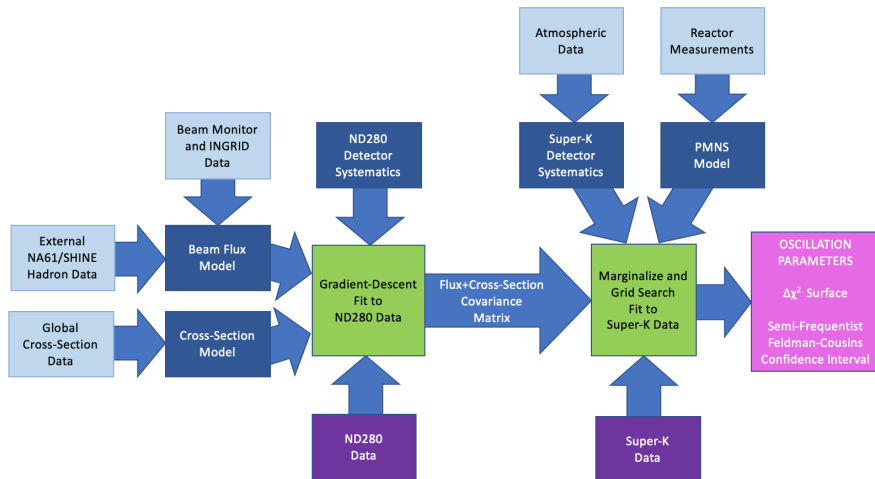 Atmospheric
Data
Reactor
Measurements
Beam Monitor
and INGRID
Data
ND280
Detector
Systematics
Super-K
Detector
Systematics
PMNS
Model
External
NA61/SHINE
Hadron Data
Beam Flux
Model
Gradient-Descent
Fit to
ND280 Data
Flux+Cross-Section
Covariance
Matrix
Marginalize and
Grid Search
Fit to
Super-K Data
OSCILLATION
PARAMETERS
Δχ² Surface
Semi-Frequentist
Feldman-Cousins
Confidence Interval
Global
Cross-Section
Data
Cross-Section
Model
ND280
Data
Super-K
Data